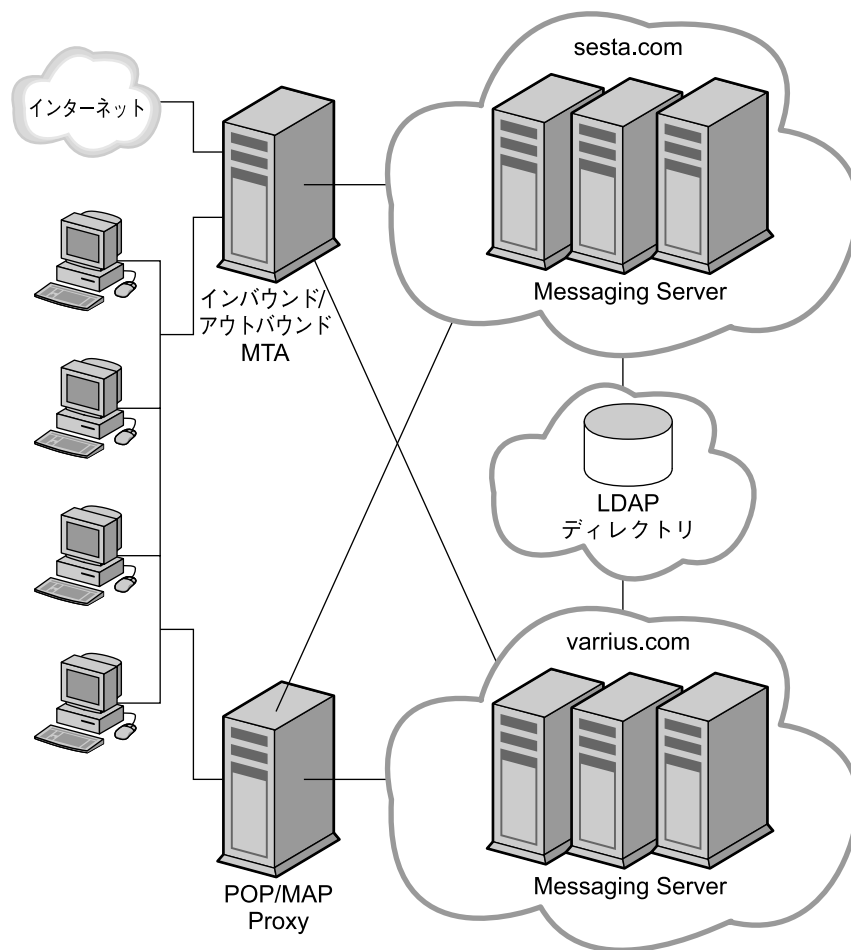 sesta.com
インターネット
Messaging Server
インバウンド/
アウトバウンド
MTA
LDAP
ディレクトリ
varrius.com
Messaging Server
POP/MAP
Proxy